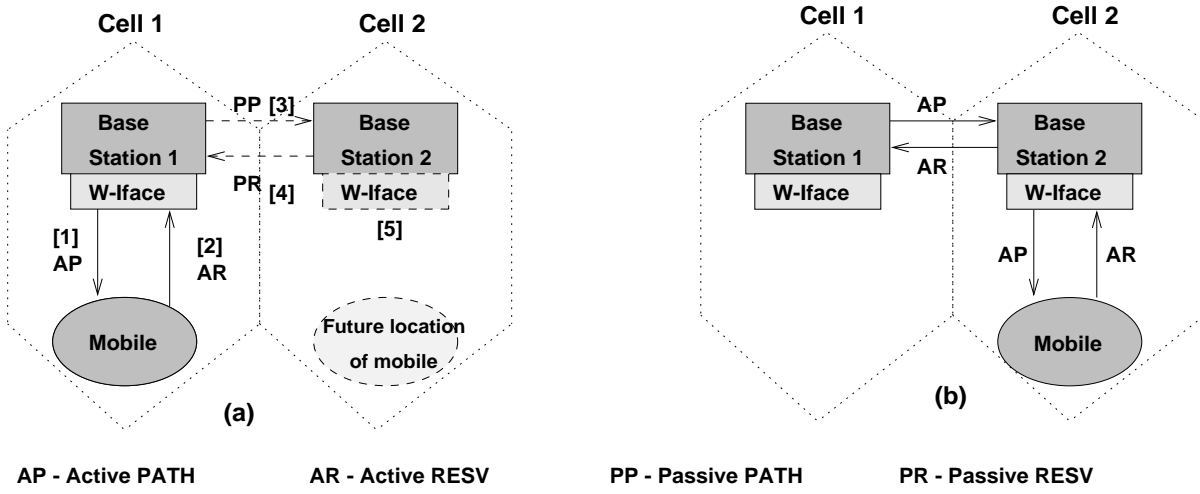 Cell 1
Cell 2
PP [3]
Base
Station 1
Base
Station 2
PR [4]
W-Iface
W-Iface
[5]
[1]
AP
[2]
AR
Mobile
Future location
of mobile
(a)
Cell 1
Cell 2
AP
Base
Station 1
Base
Station 2
AR
W-Iface
W-Iface
AP
AR
Mobile
(b)
AP - Active PATH
AR - Active RESV
PP - Passive PATH
PR - Passive RESV